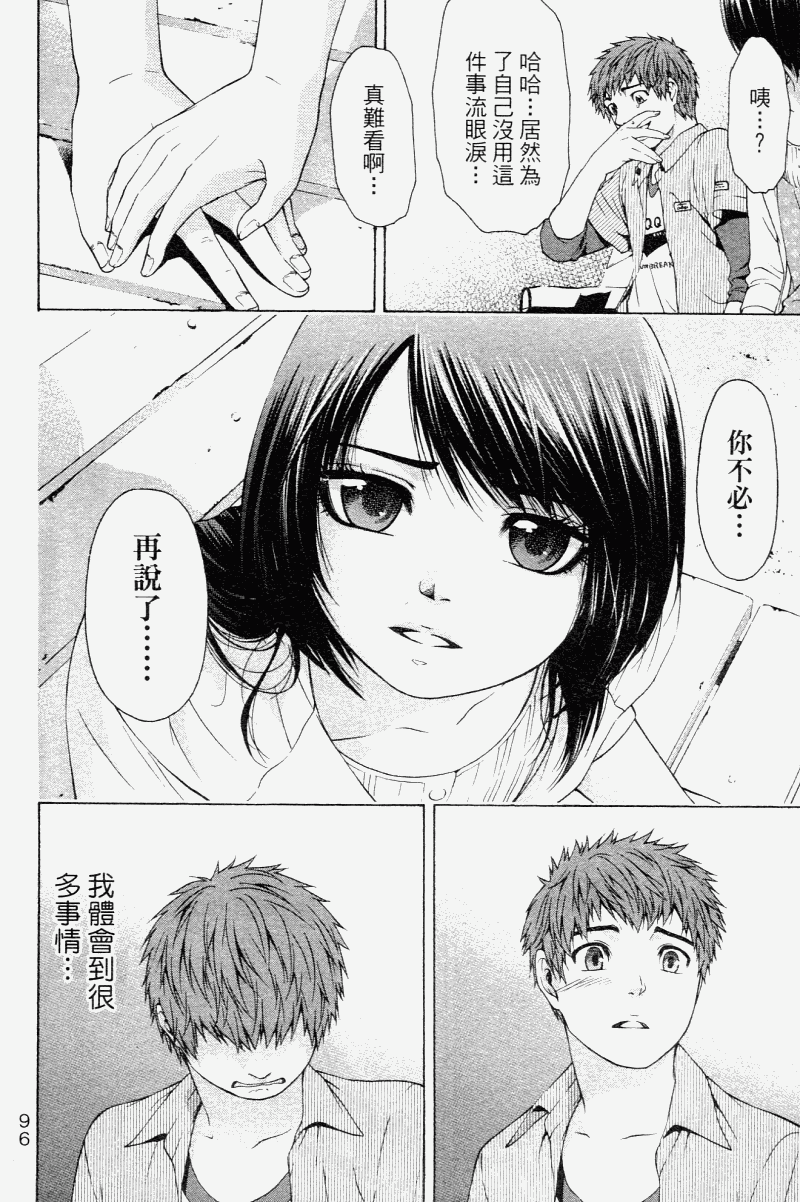 咦…?
哈哈…居然為
了自己沒用這
件事流眼淚…
真難看啊…
你不必…
再說了……
我體會到很
多事情…
96